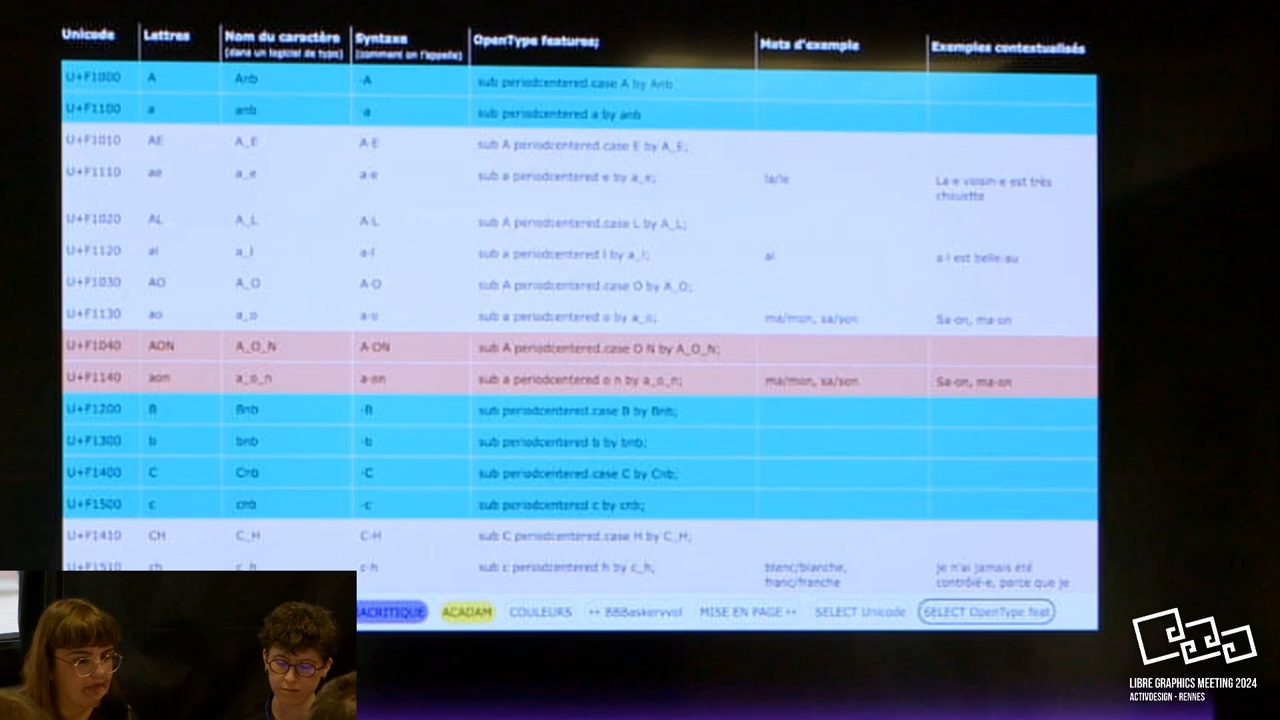 Unicode Lettres Nom du caractère Syntaxe OpenType features; Mots d'exemple Exemples contextualisés
(dans un logiciel de typo) (comment on l'appelle)
U+F1000 A Anb ·A sub periodcentered.case A by Anb
U+F1100 a anb ·a sub periodcentered a by anb
U+F1010 AE A_E A·E sub A periodcentered.case E by A_E;
U+F1110 ae a_e a·e sub a periodcentered e by a_e; la/le La·e voisin·e est très
chouette
U+F1020 AL A_L A·L sub A periodcentered.case L by A_L;
U+F1120 al a_l a·l sub a periodcentered l by a_l; al a·l est belle·au
U+F1030 AO A_O A·O sub A periodcentered.case O by A_O;
U+F1130 ao a_o a·o sub a periodcentered o by a_o; ma/mon, sa/son Sa·on, ma·on
U+F1040 AON A_O_N A·ON sub A periodcentered.case O N by A_O_N;
U+F1140 aon a_o_n a·on sub a periodcentered o n by a_o_n; ma/mon, sa/son Sa·on, ma·on
U+F1200 B Bnb ·B sub periodcentered.case B by Bnb;
U+F1300 b bnb ·b sub periodcentered b by bnb;
U+F1400 C Cnb ·C sub periodcentered.case C by Cnb;
U+F1500 c cnb ·c sub periodcentered c by cnb;
U+F1410 CH C_H C·H sub C periodcentered.case H by C_H;
U+F1510 ch c_h c·h sub c periodcentered h by c_h; blanc/blanche, je n'ai jamais été
franc/franche contrôlé·e, parce que je
ACADAM COULEURS ↔ BBBaskervvol MISE EN PAGE ↔ SELECT Unicode SELECT OpenType feat
LIBRE GRAPHICS MEETING 2024
ACTIVDESIGN - RENNES